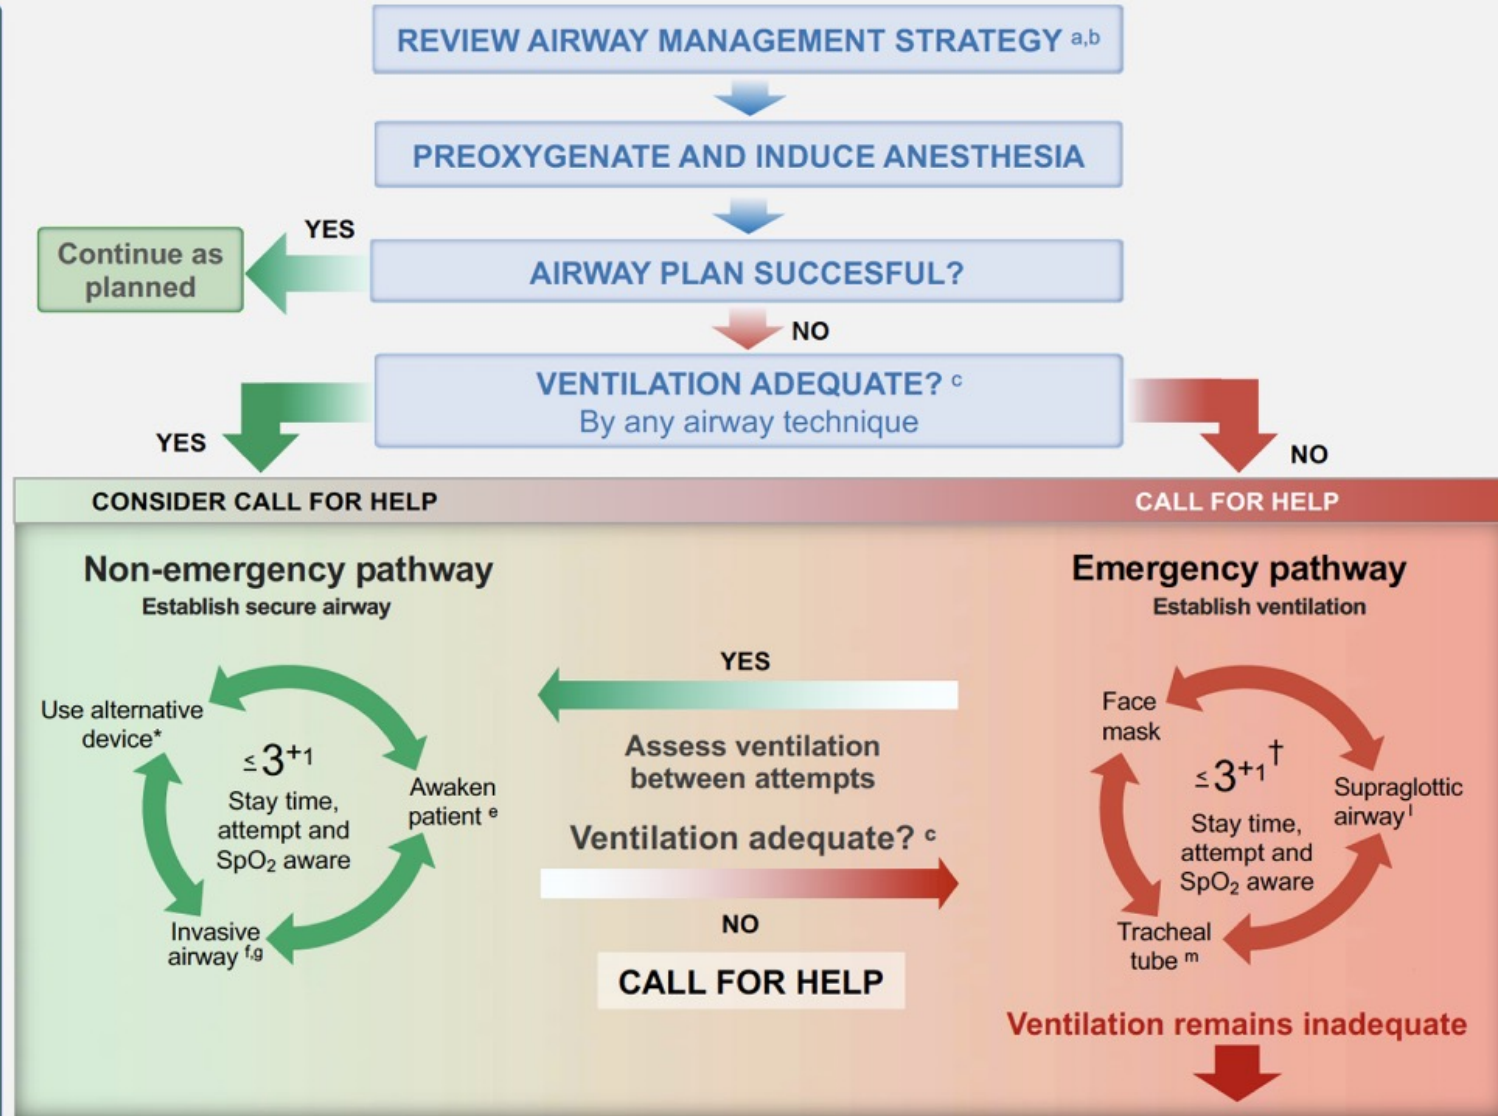 REVIEW AIRWAY MANAGEMENT STRATEGY a,b
PREOXYGENATE AND INDUCE ANESTHESIA
YES
Continue as
planned
AIRWAY PLAN SUCCESFUL?
NO
VENTILATION ADEQUATE? c
By any airway technique
YES
NO
CONSIDER CALL FOR HELP
CALL FOR HELP
Non-emergency pathway
Establish secure airway
Use alternative
device*
≤ 3+1
Stay time,
attempt and
SpO2 aware
Awaken
patient e
Invasive
airway f,g
YES
Assess ventilation
between attempts
Ventilation adequate? c
NO
CALL FOR HELP
Emergency pathway
Establish ventilation
Face
mask
≤ 3+1†
Stay time,
attempt and
SpO2 aware
Supraglottic
airway l
Tracheal
tube m
Ventilation remains inadequate